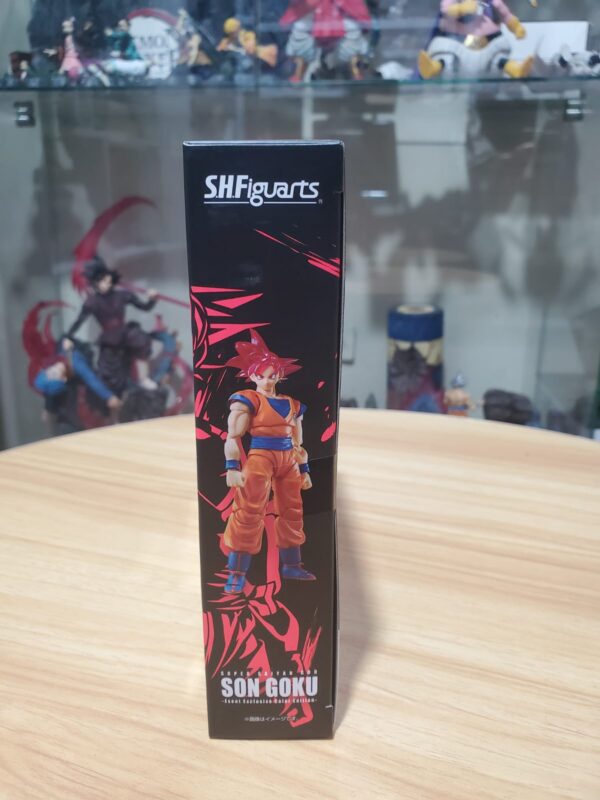 S.H.Figuarts
SUPER SAIYAN GOD
SON GOKU
-Event Exclusive Color Edition-
※画像はイメージです。